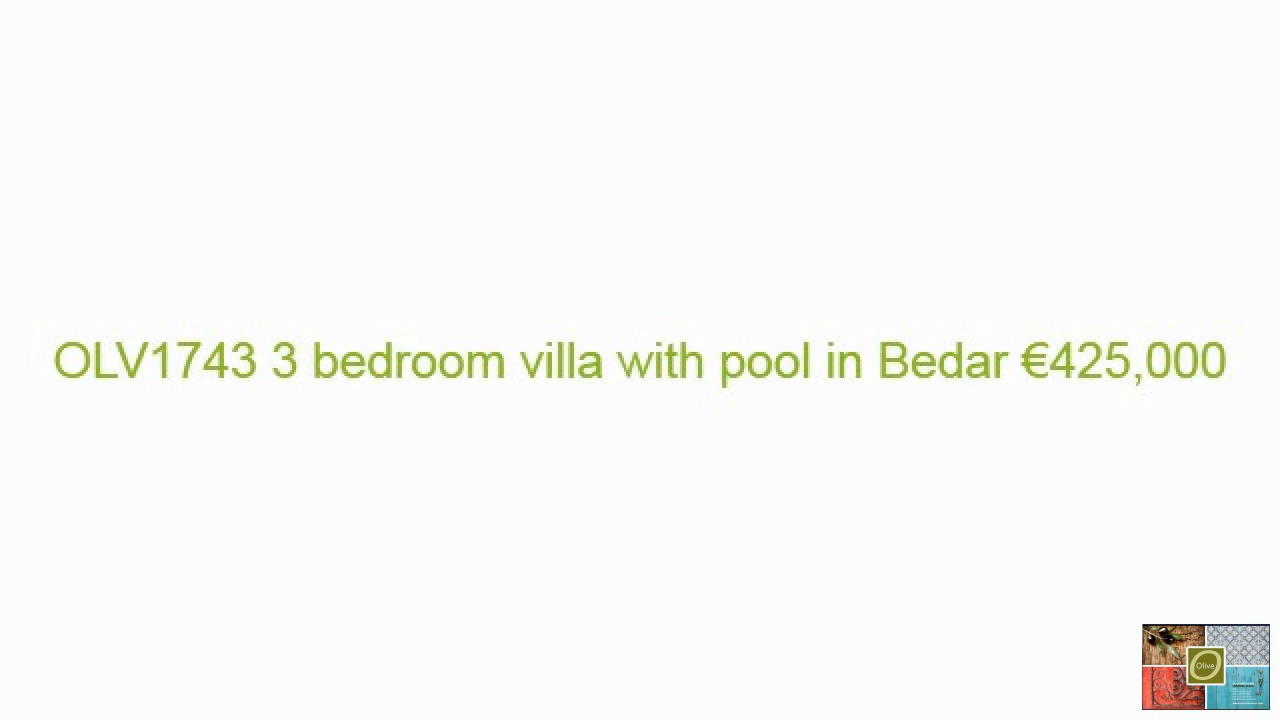 OLV1743 3 bedroom villa with pool in Bedar €425,000
Olive